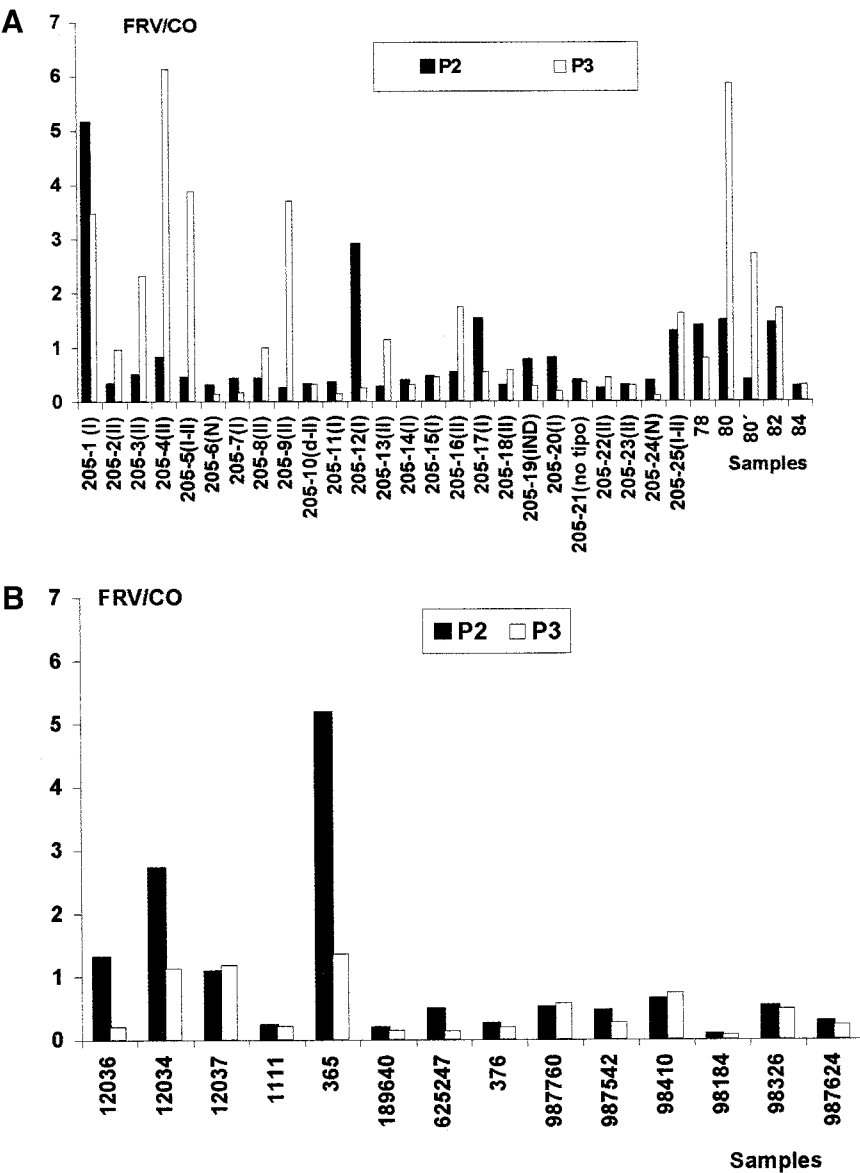 A
FRV/CO
P2 P3
7
6
5
4
3
2
1
0
205-1 (I)
205-2(II)
205-3(II)
205-4(II)
205-5(I-II)
205-6(N)
205-7(I)
205-8(II)
205-9(II)
205-10(d-II)
205-11(I)
205-12(I)
205-13(II)
205-14(I)
205-15(I)
205-16(II)
205-17(I)
205-18(II)
205-19(IND)
205-20(I)
205-21(no tipo)
205-22(II)
205-23(II)
205-24(N)
205-25(I-II)
78
80
80´
82
84
Samples
B
FRV/CO
P2 P3
7
6
5
4
3
2
1
0
12036
12034
12037
1111
365
189640
625247
376
987760
987542
98410
98184
98326
987624
Samples